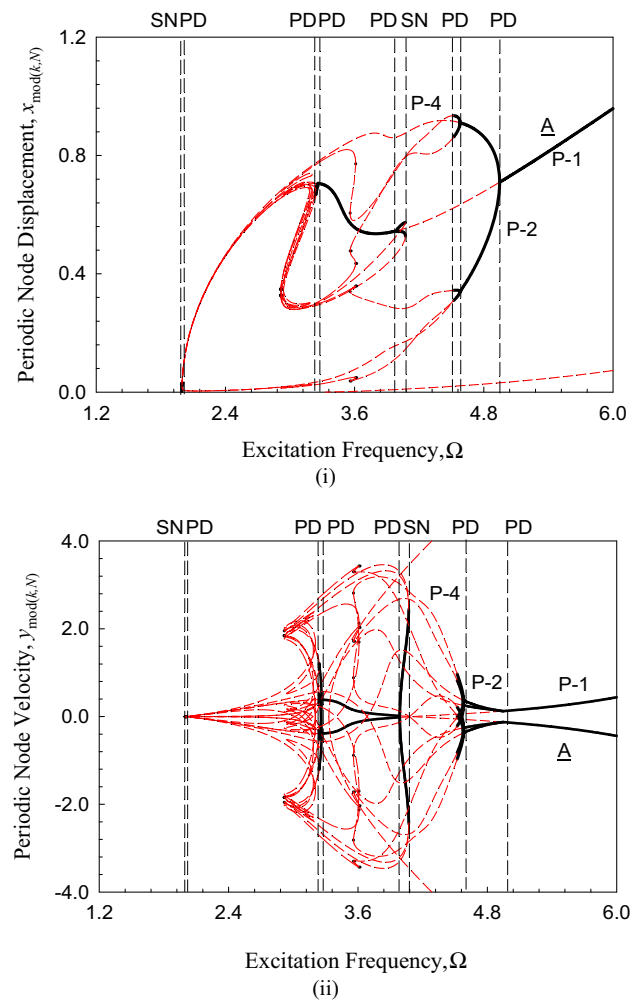 SN PD PD PD PD SN PD PD
1.2
0.8
0.4
0.0
Periodic Node Displacement, x mod(k,N)
P-4
A
P-1
P-2
1.2 2.4 3.6 4.8 6.0
Excitation Frequency,Ω
(i)
SN PD PD PD PD SN PD PD
4.0
2.0
0.0
-2.0
-4.0
Periodic Node Velocity, y mod(k,N)
P-4
P-2
P-1
A
1.2 2.4 3.6 4.8 6.0
Excitation Frequency,Ω
(ii)